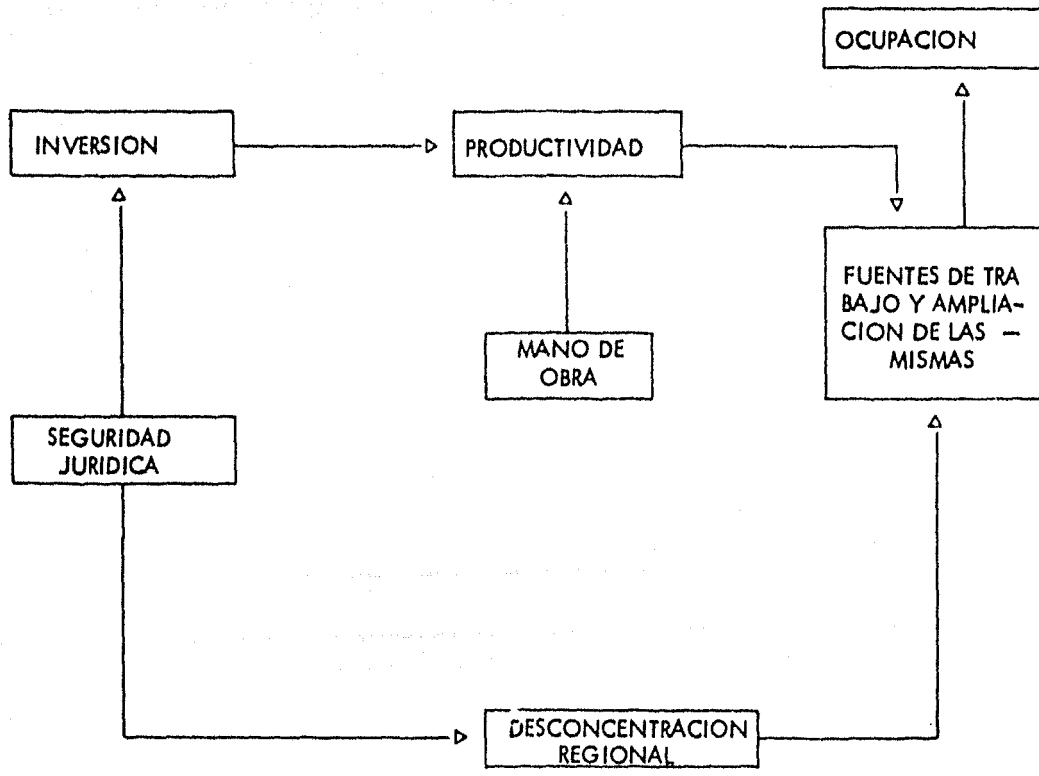 OCUPACION
INVERSION
PRODUCTIVIDAD
FUENTES DE TRA
BAJO Y AMPLIA-
CION DE LAS —
MISMAS
MANO DE
OBRA
SEGURIDAD
JURIDICA
DESCONCENTRACION
REGIONAL